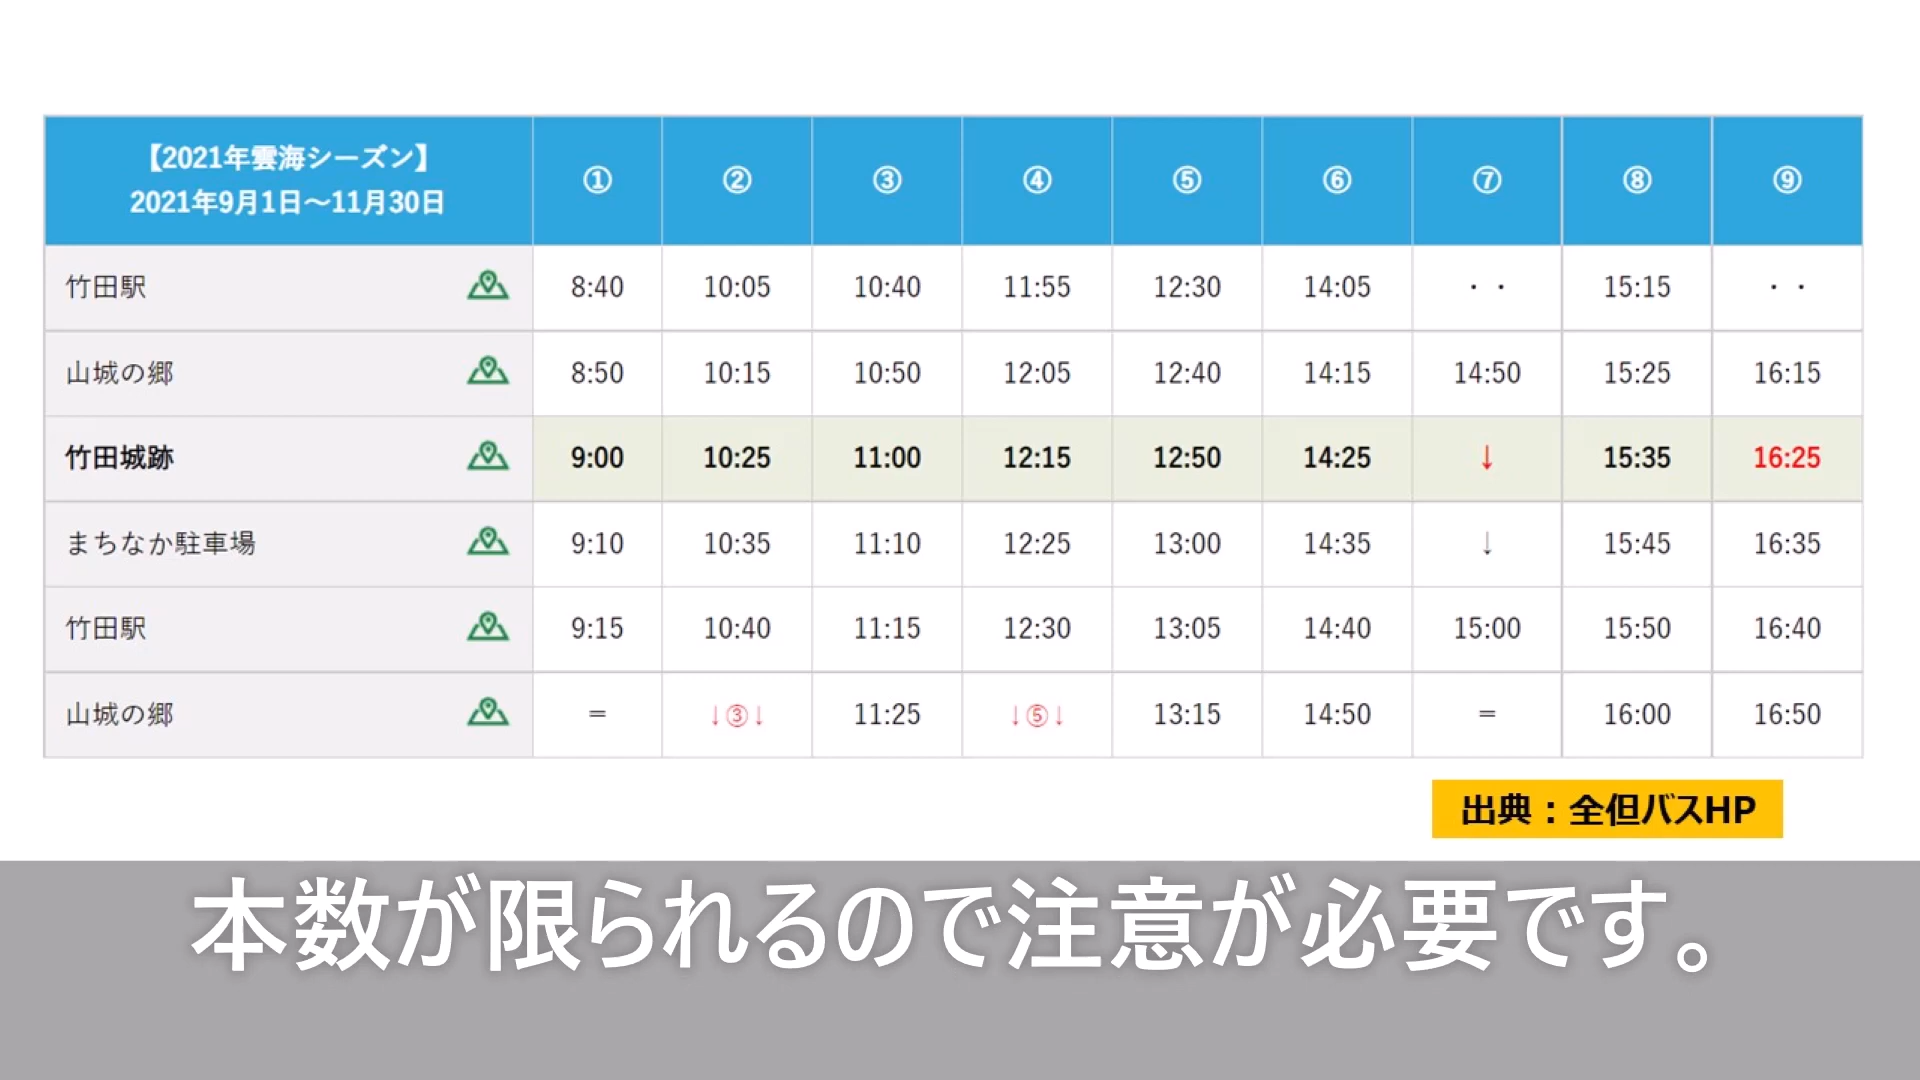 【2021年雲海シーズン】
2021年9月1日～11月30日
① ② ③ ④ ⑤ ⑥ ⑦ ⑧ ⑨
竹田駅 8:40 10:05 10:40 11:55 12:30 14:05 ・・ 15:15 ・・
山城の郷 8:50 10:15 10:50 12:05 12:40 14:15 14:50 15:25 16:15
竹田城跡 9:00 10:25 11:00 12:15 12:50 14:25 ↓ 15:35 16:25
まちなか駐車場 9:10 10:35 11:10 12:25 13:00 14:35 ↓ 15:45 16:35
竹田駅 9:15 10:40 11:15 12:30 13:05 14:40 15:00 15:50 16:40
山城の郷 = ↓③↓ 11:25 ↓⑤↓ 13:15 14:50 = 16:00 16:50
出典：全但バスHP
本数が限られるので注意が必要です。